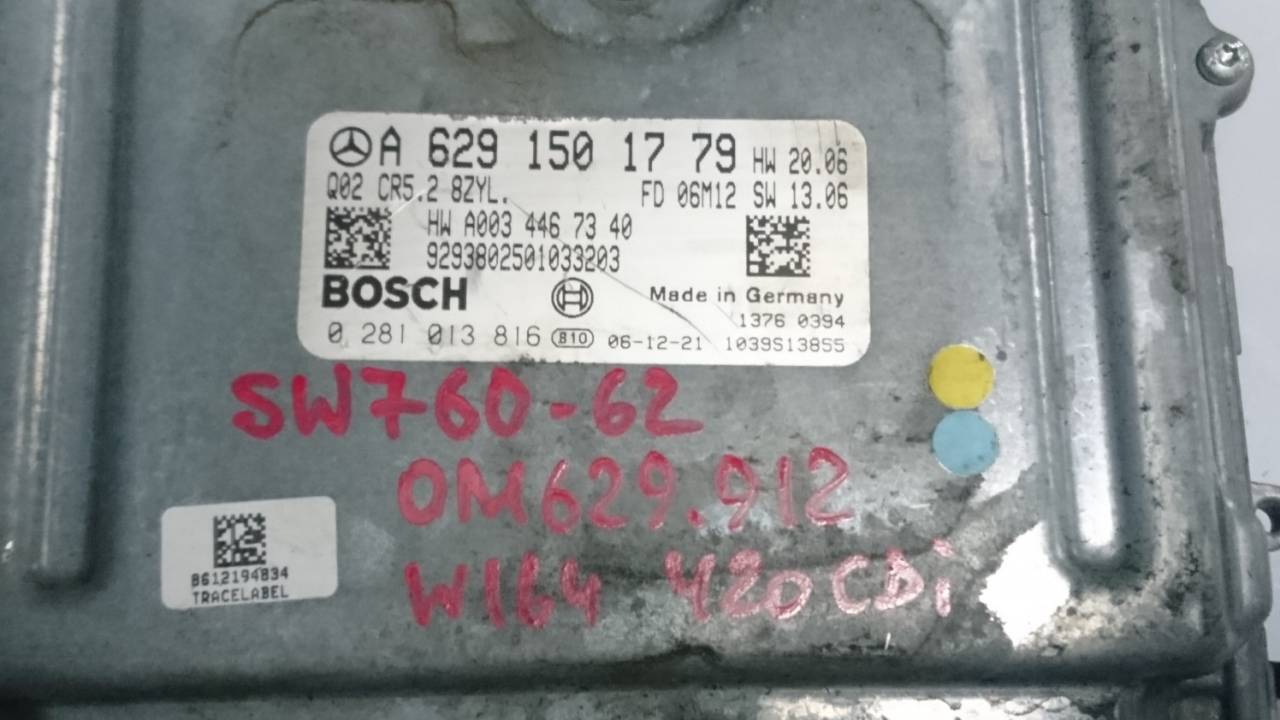 A 629 150 17 79 HW 20.06
Q02 CR5.2 8ZYL. FD 06M12 SW 13.06
HW A003 446 73 40
9293802501033203
BOSCH Made in Germany
1376 0394
0 281 013 816 B10 06-12-21 1039S13855
SW760-62
OM629.912
W164 420CDi
8612194834
TRACELABEL